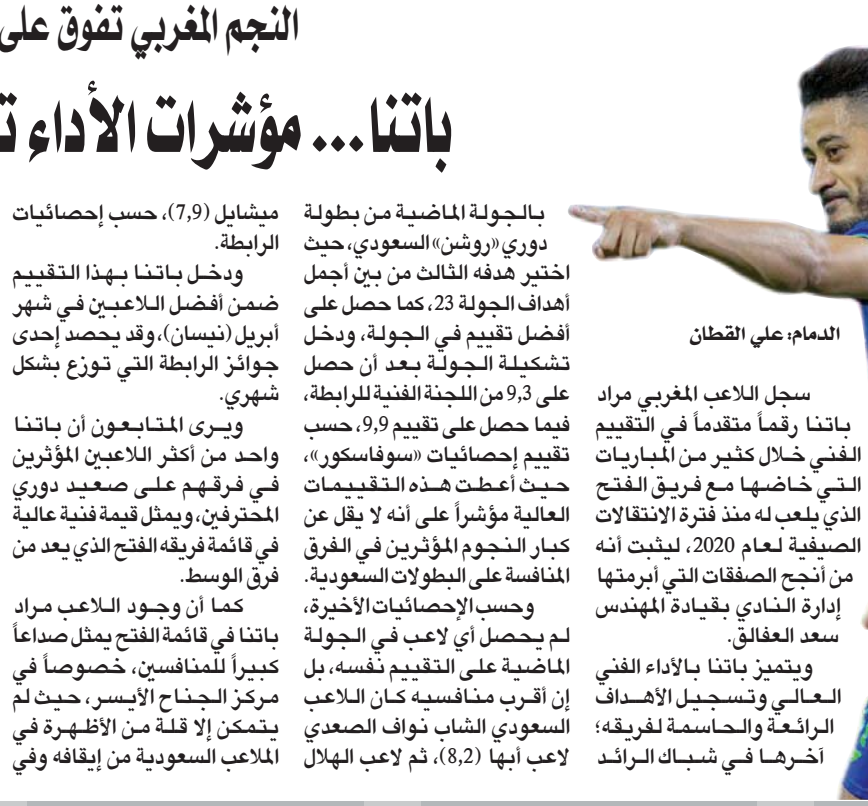 النجم المغربي تفوق على
باتنا... مؤشرات الأداء
الدمام: علي القطان
سجل اللاعب المغربي مراد
باتنا رقماً متقدماً في التقييم
الفني خلال كثير من المباريات
التي خاضها مع فريق الفتح
الذي يلعب له منذ فترة الانتقالات
الصيفية لعام 2020، ليثبت أنه
من أنجح الصفقات التي أبرمتها
إدارة النادي بقيادة المهندس
سعد العفالق.
ويتميز باتنا بالأداء الفني
العالي وتسجيل الأهداف
الرائعة والحاسمة لفريقه؛
آخرها في شباك الرائد
بالجولة الماضية من بطولة
دوري «روشن» السعودي، حيث
اختير هدفه الثالث من بين أجمل
أهداف الجولة 23، كما حصل على
أفضل تقييم في الجولة، ودخل
تشكيلة الجولة بعد أن حصل
على 9,3 من اللجنة الفنية للرابطة،
فيما حصل على تقييم 9,9، حسب
تقييم إحصائيات «سوفاسكور»،
حيث أعطت هذه التقييمات
العالية مؤشراً على أنه لا يقل عن
كبار النجوم المؤثرين في الفرق
المنافسة على البطولات السعودية.
وحسب الإحصائيات الأخيرة،
لم يحصل أي لاعب في الجولة
الماضية على التقييم نفسه، بل
إن أقرب منافسيه كان اللاعب
السعودي الشاب نواف الصعدي
لاعب أبها (8,2)، ثم لاعب الهلال
ميشايل (7,9)، حسب إحصائيات
الرابطة.
ودخل باتنا بهذا التقييم
ضمن أفضل اللاعبين في شهر
أبريل (نيسان)، وقد يحصد إحدى
جوائز الرابطة التي توزع بشكل
شهري.
ويرى المتابعون أن باتنا
واحد من أكثر اللاعبين المؤثرين
في فرقهم على صعيد دوري
المحترفين، ويمثل قيمة فنية عالية
في قائمة فريقه الفتح الذي يعد من
فرق الوسط.
كما أن وجود اللاعب مراد
باتنا في قائمة الفتح يمثل صداعاً
كبيراً للمنافسين، خصوصاً في
مركز الجناح الأيسر، حيث لم
يتمكن إلا قلة من الأظهرة في
الملاعب السعودية من إيقافه وفي